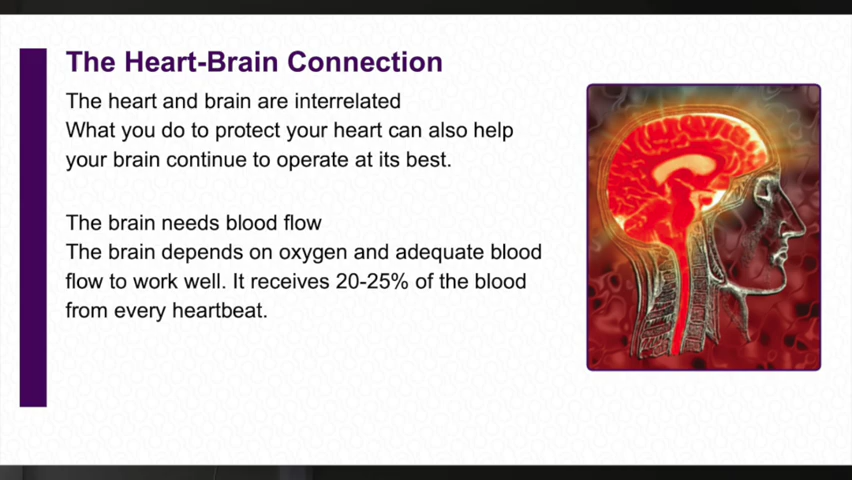 The Heart-Brain Connection
The heart and brain are interrelated
What you do to protect your heart can also help
your brain continue to operate at its best.
The brain needs blood flow
The brain depends on oxygen and adequate blood
flow to work well. It receives 20-25% of the blood
from every heartbeat.